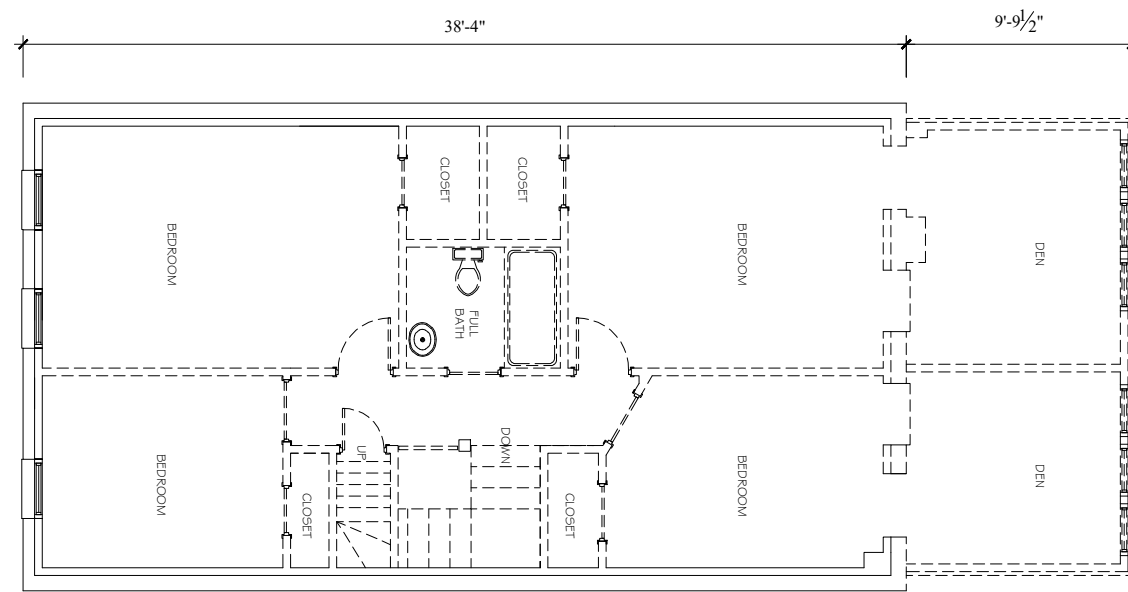 38'-4"
9'-9½"
CLOSET
CLOSET
BEDROOM
BEDROOM
DEN
FULL
BATH
DOWN
UP
BEDROOM
BEDROOM
DEN
CLOSET
CLOSET